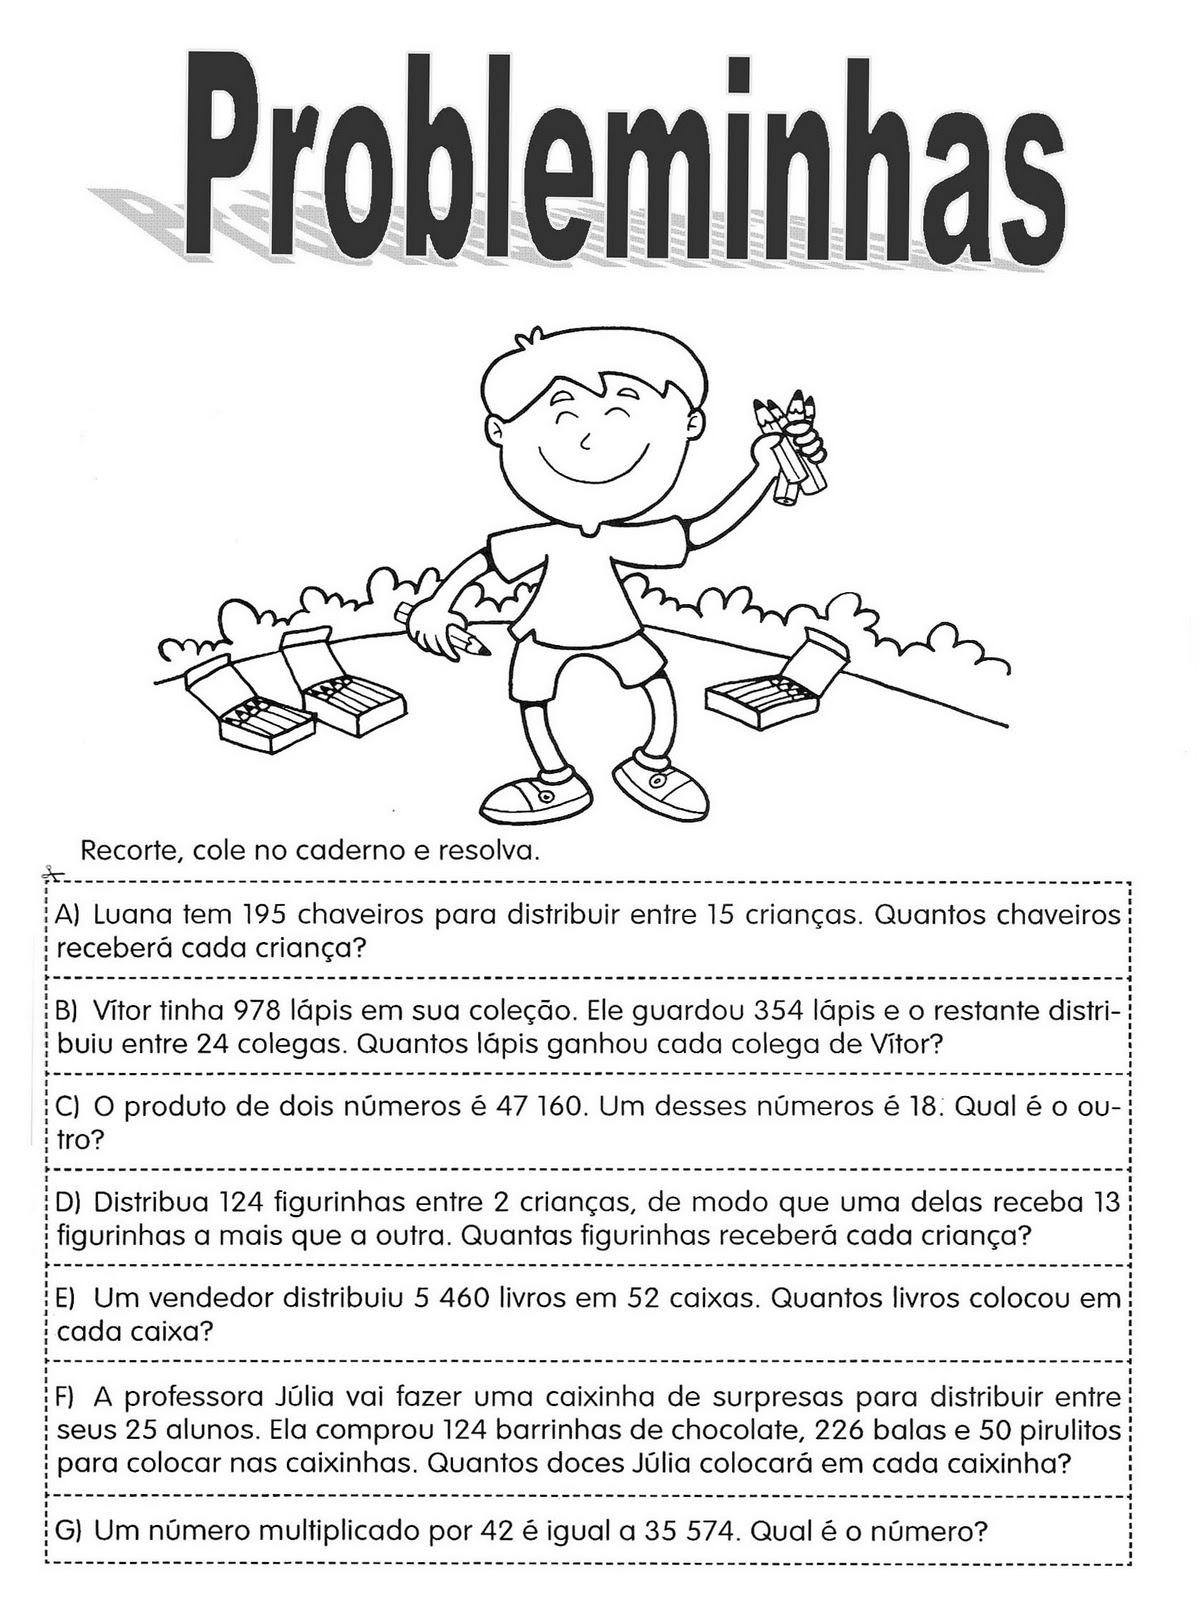 Probleminhas
Recorte, cole no caderno e resolva.
A) Luana tem 195 chaveiros para distribuir entre 15 crianças. Quantos chaveiros
receberá cada criança?
B) Vítor tinha 978 lápis em sua coleção. Ele guardou 354 lápis e o restante distri-
buiu entre 24 colegas. Quantos lápis ganhou cada colega de Vítor?
C) O produto de dois números é 47 160. Um desses números é 18. Qual é o ou-
tro?
D) Distribua 124 figurinhas entre 2 crianças, de modo que uma delas receba 13
figurinhas a mais que a outra. Quantas figurinhas receberá cada criança?
E) Um vendedor distribuiu 5 460 livros em 52 caixas. Quantos livros colocou em
cada caixa?
F) A professora Júlia vai fazer uma caixinha de surpresas para distribuir entre
seus 25 alunos. Ela comprou 124 barrinhas de chocolate, 226 balas e 50 pirulitos
para colocar nas caixinhas. Quantos doces Júlia colocará em cada caixinha?
G) Um número multiplicado por 42 é igual a 35 574. Qual é o número?